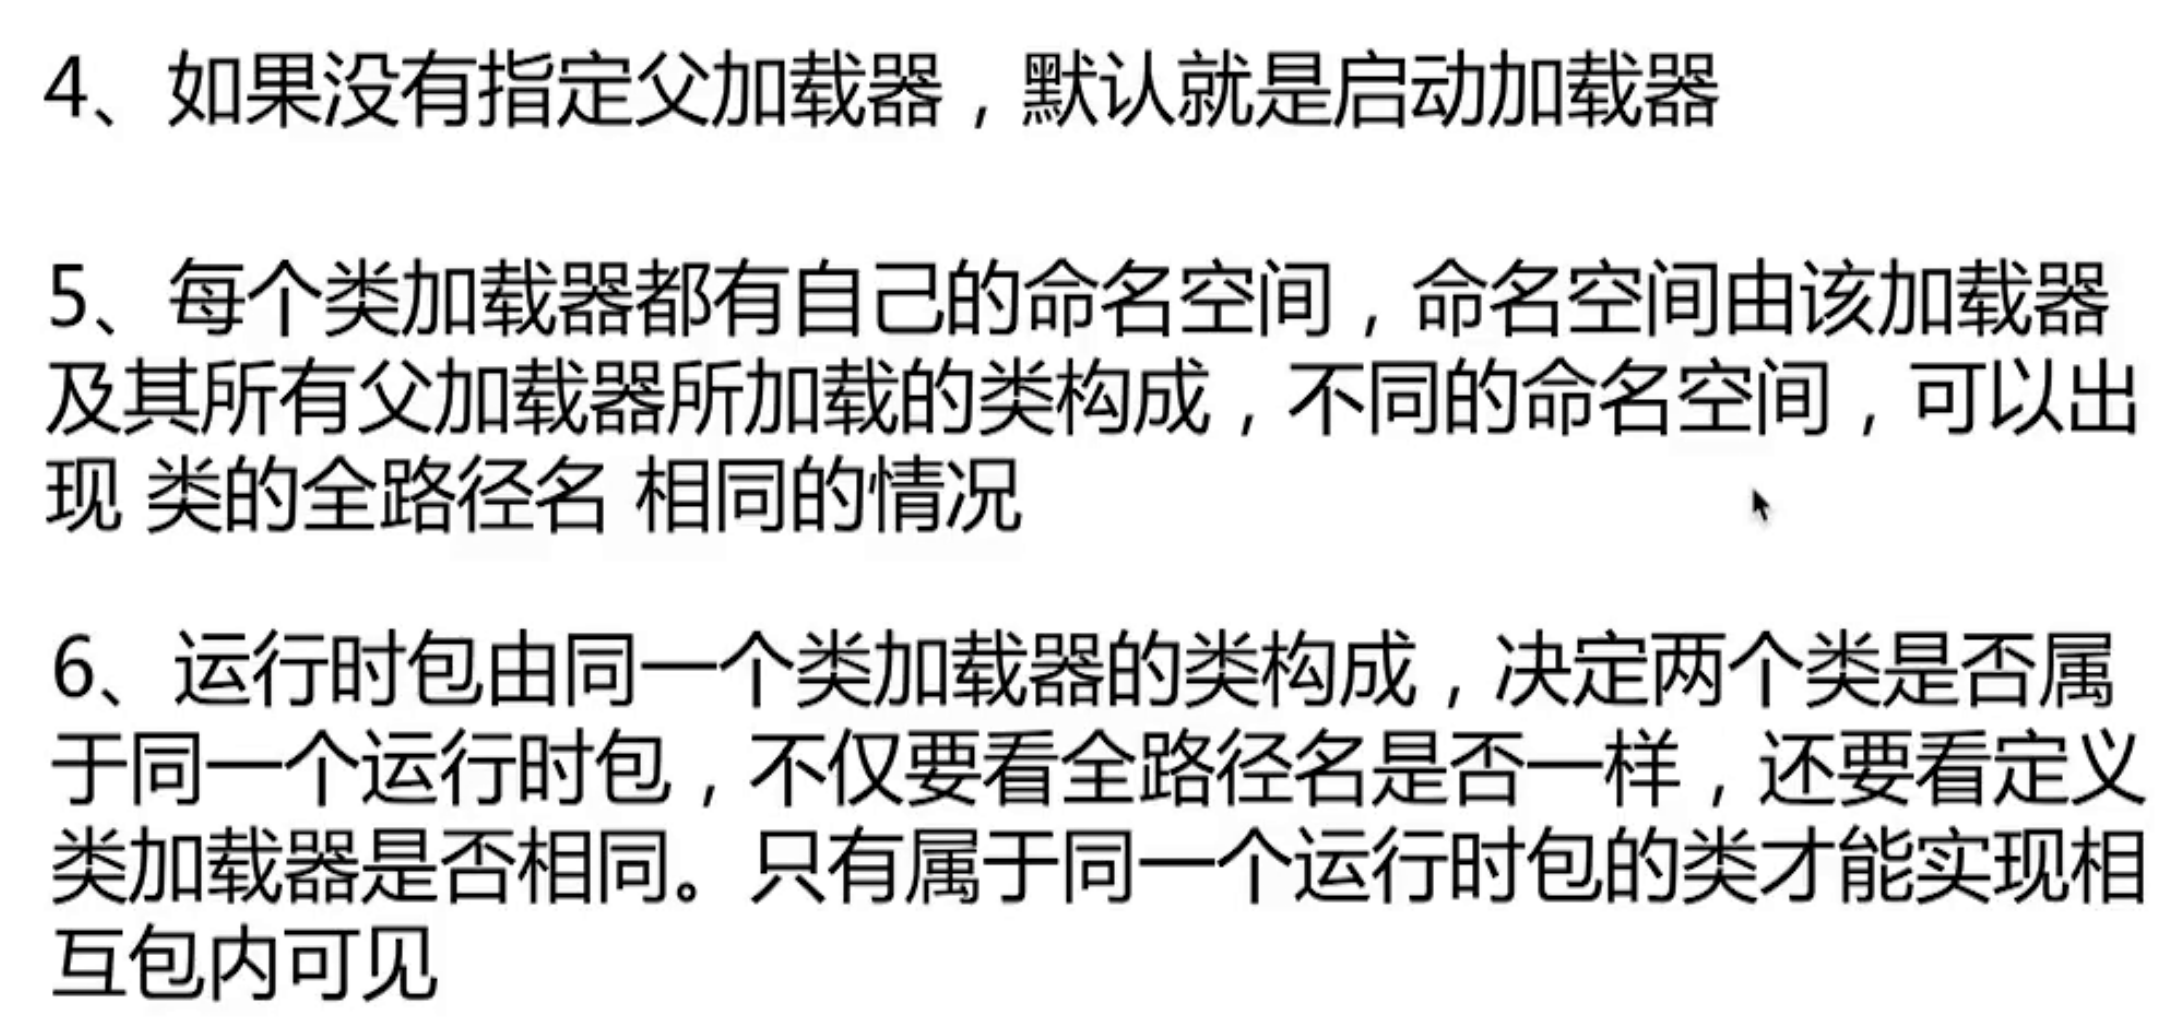 4、如果没有指定父加载器，默认就是启动加载器
5、每个类加载器都有自己的命名空间，命名空间由该加载器
及其所有父加载器所加载的类构成，不同的命名空间，可以出
现 类的全路径名 相同的情况
6、运行时包由同一个类加载器的类构成，决定两个类是否属
于同一个运行时包，不仅要看全路径名是否一样，还要看定义
类加载器是否相同。只有属于同一个运行时包的类才能实现相
互包内可见